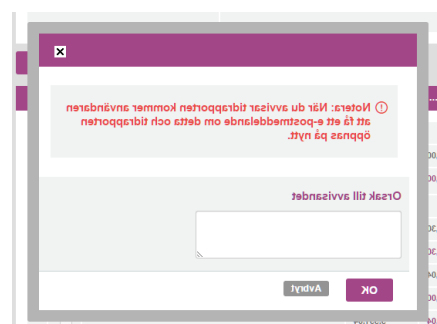 Notera: När du avvisar tidrapporten kommer användaren
att få ett e-postmeddelande om detta och tidrapporten
öppnas på nytt.
Orsak till avvisandet
OK
Avbryt